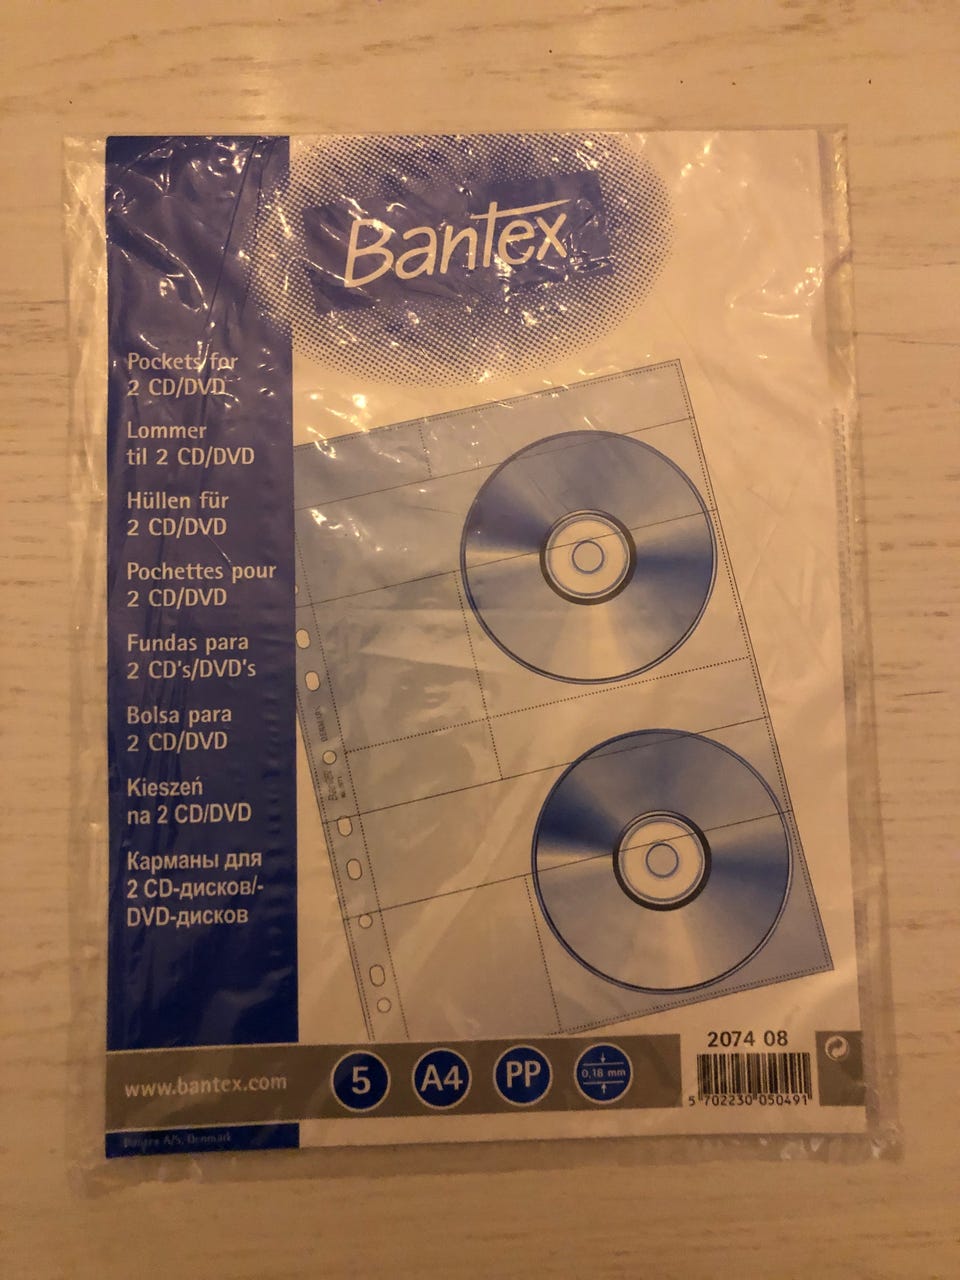 Bantex
Pockets for
2 CD/DVD
Lommer
til 2 CD/DVD
Hüllen für
2 CD/DVD
Pochettes pour
2 CD/DVD
Fundas para
2 CD's/DVD's
Bolsa para
2 CD/DVD
Kieszeń
na 2 CD/DVD
Карманы для
2 CD-дисков/-
DVD-дисков
www.bantex.com
5
A4
PP
0,18 mm
2074 08
5 702230 050491
Bantex A/S, Denmark